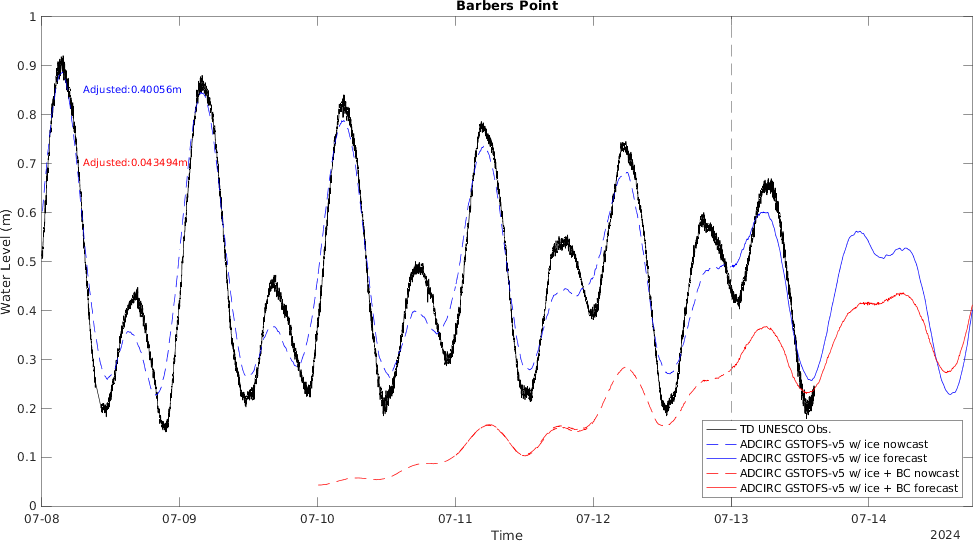 Barbers Point
1
0.9
0.8
0.7
0.6
0.5
0.4
0.3
0.2
0.1
0
Water Level (m)
Adjusted:0.40056m
Adjusted:0.043494m
TD UNESCO Obs.
ADCIRC GSTOFS-v5 w/ ice nowcast
ADCIRC GSTOFS-v5 w/ ice forecast
ADCIRC GSTOFS-v5 w/ ice + BC nowcast
ADCIRC GSTOFS-v5 w/ ice + BC forecast
07-08 07-09 07-10 07-11 07-12 07-13 07-14
Time
2024